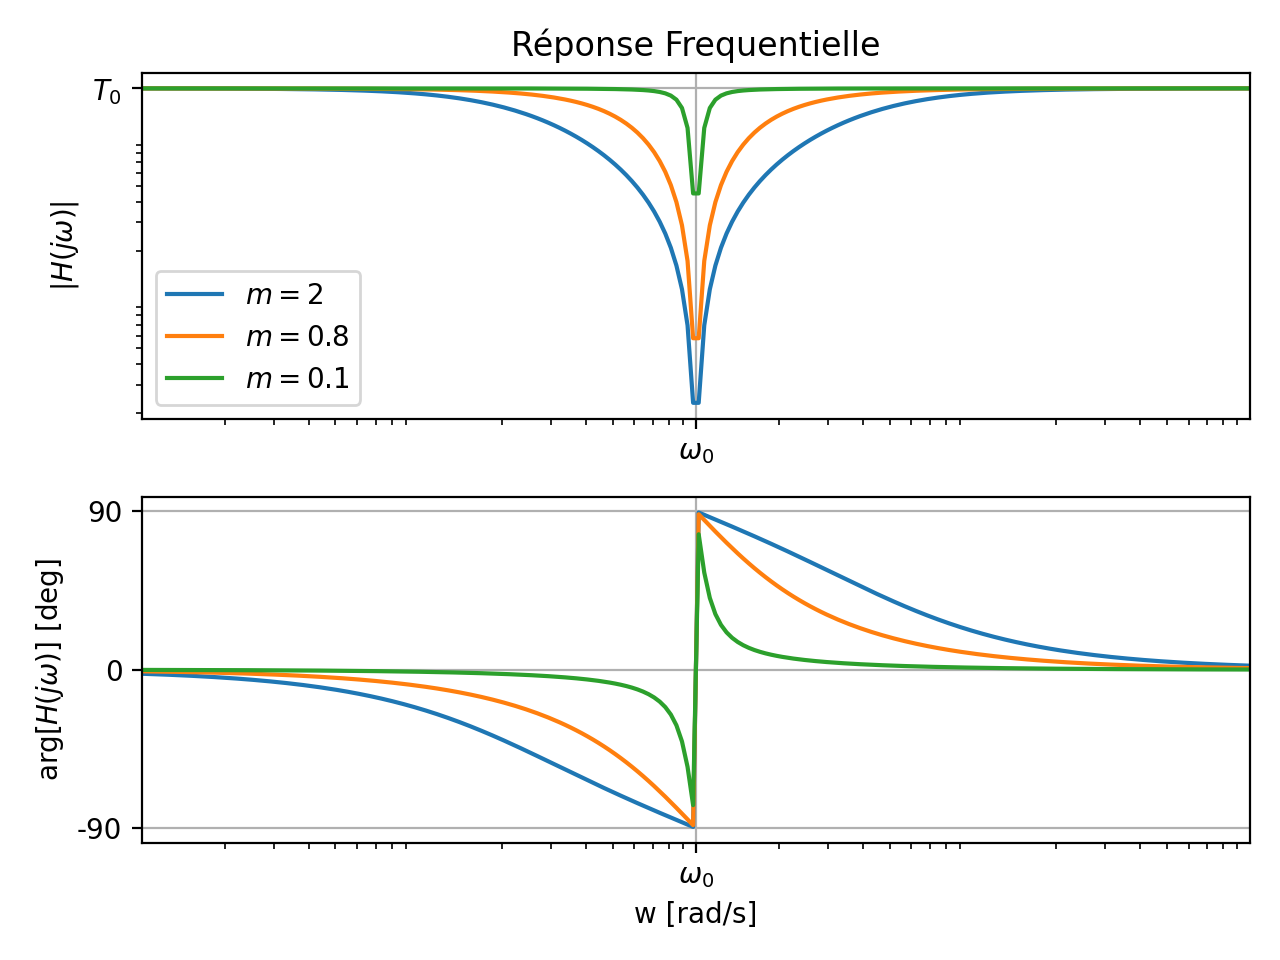 Réponse Frequentielle
T₀
|H(jω)|
m = 2
m = 0.8
m = 0.1
ω₀
90
0
-90
arg[H(jω)] [deg]
ω₀
w [rad/s]